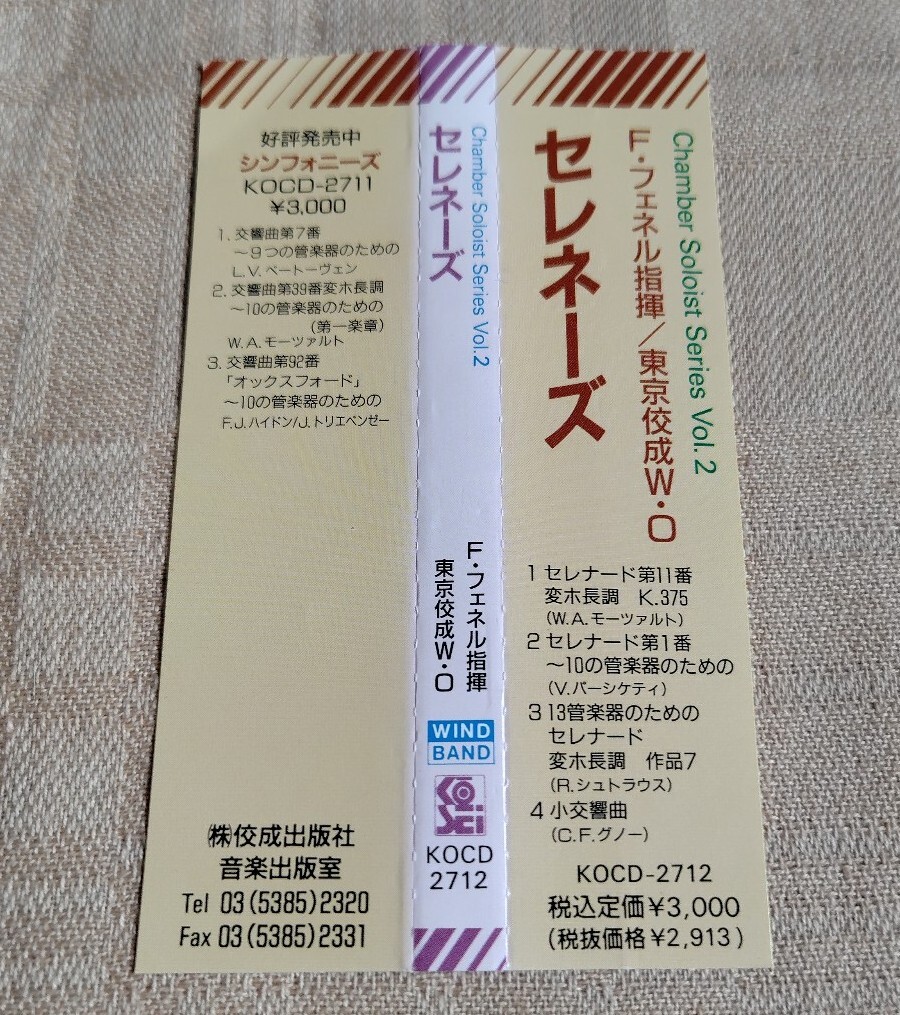 好評発売中
シンフォニーズ
KOCD-2711
¥3,000
1. 交響曲第7番
～9つの管楽器のための
L.V.ベートーヴェン
2. 交響曲第39番変ホ長調
～10の管楽器のための
(第一楽章)
W.A.モーツァルト
3. 交響曲第92番
「オックスフォード」
～10の管楽器のための
F.J.ハイドン/J.トリエベンゼー
㈱佼成出版社
音楽出版室
Tel 03(5385)2320
Fax 03(5385)2331
Chamber Soloist Series Vol.2
セレネーズ
F・フェネル指揮
東京佼成W・O
WIND
BAND
KOSEI
KOCD
2712
Chamber Soloist Series Vol.2
F・フェネル指揮/東京佼成W・O
セレネーズ
1 セレナード第11番
変ホ長調 K.375
(W.A.モーツァルト)
2 セレナード第1番
～10の管楽器のための
(V.パーシケティ)
3 13管楽器のための
セレナード
変ホ長調 作品7
(R.シュトラウス)
4 小交響曲
(C.F.グノー)
KOCD-2712
税込定価¥3,000
(税抜価格¥2,913)